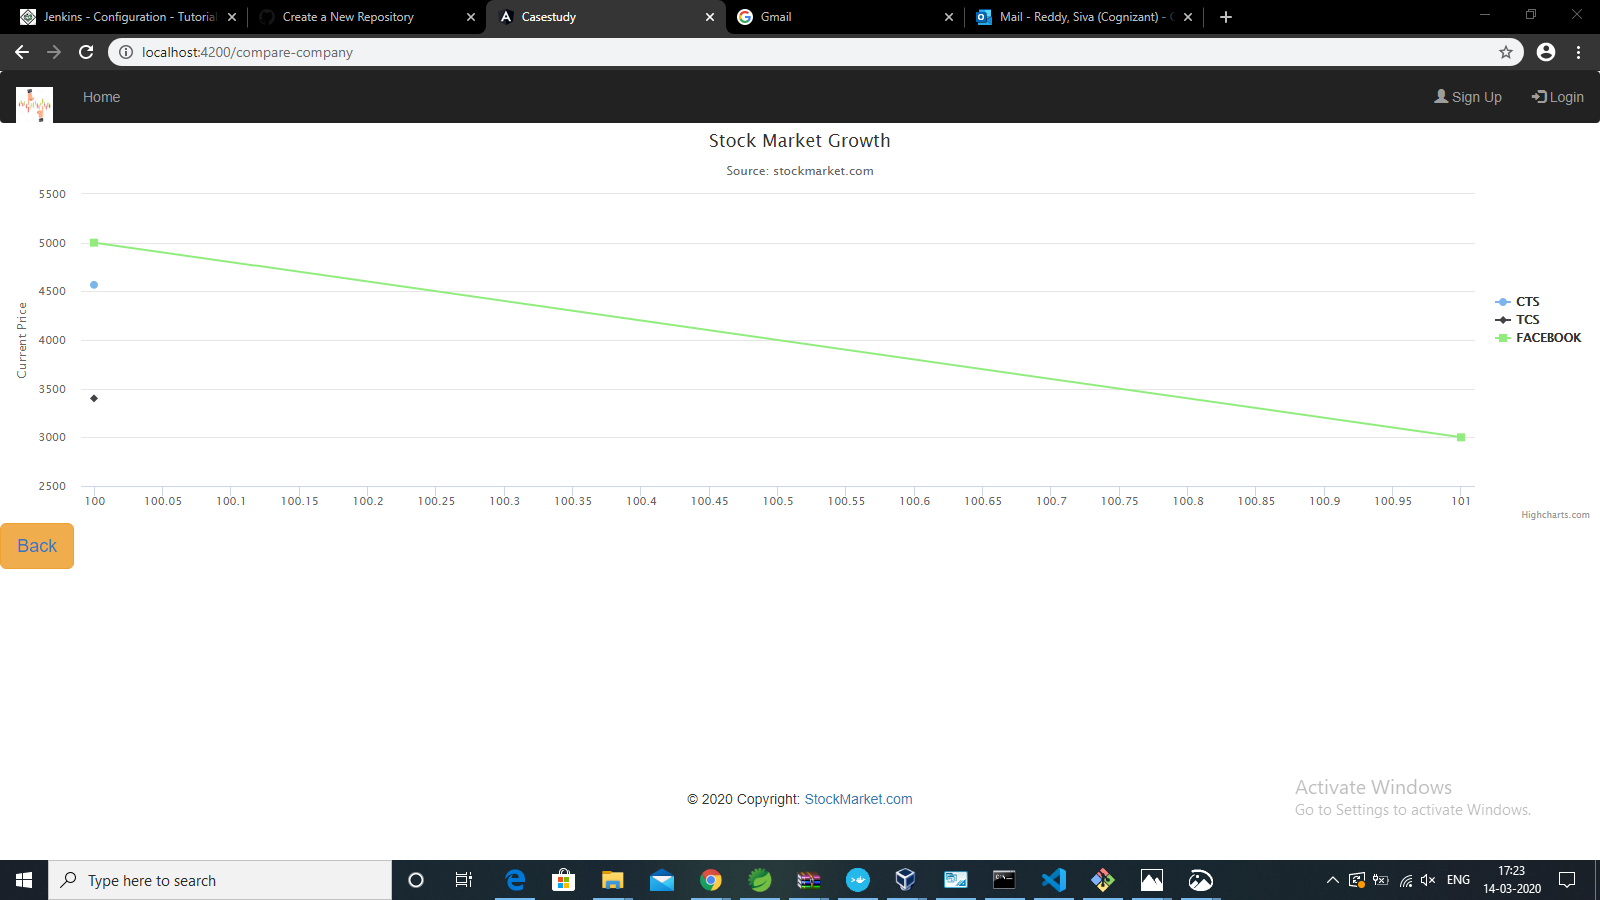 Jenkins - Configuration - Tutorial
Create a New Repository
Casestudy
Gmail
Mail - Reddy, Siva (Cognizant) -
localhost:4200/compare-company
Home
Sign Up
Login
Stock Market Growth
Source: stockmarket.com
5500
5000
4500
4000
3500
3000
2500
Current Price
100 100.05 100.1 100.15 100.2 100.25 100.3 100.35 100.4 100.45 100.5 100.55 100.6 100.65 100.7 100.75 100.8 100.85 100.9 100.95 101
CTS
TCS
FACEBOOK
Highcharts.com
Back
Activate Windows
Go to Settings to activate Windows.
© 2020 Copyright: StockMarket.com
Type here to search
ENG
17:23
14-03-2020